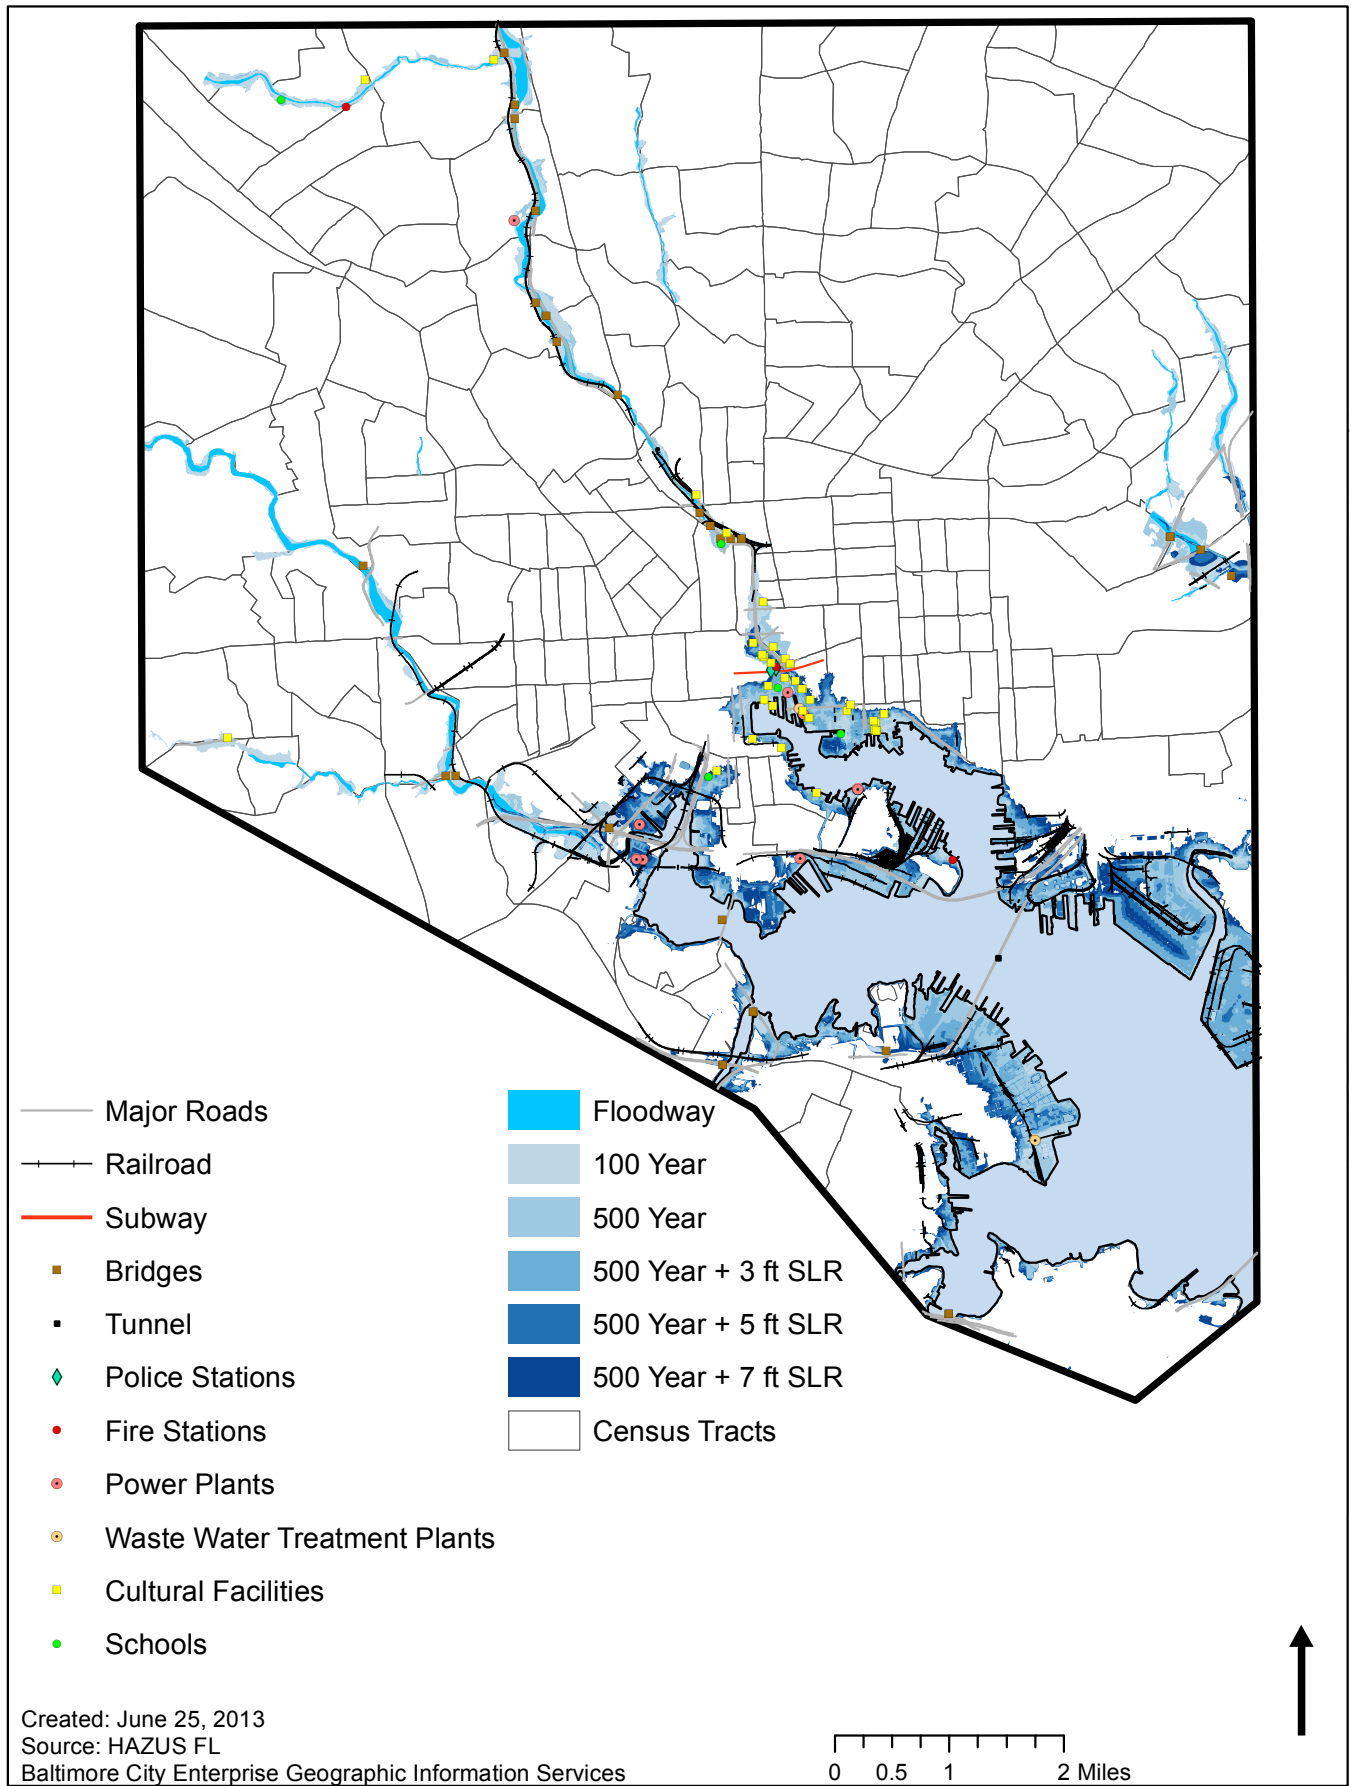 Major Roads
Railroad
Subway
Bridges
Tunnel
Police Stations
Fire Stations
Power Plants
Waste Water Treatment Plants
Cultural Facilities
Schools
Floodway
100 Year
500 Year
500 Year + 3 ft SLR
500 Year + 5 ft SLR
500 Year + 7 ft SLR
Census Tracts
Created: June 25, 2013
Source: HAZUS FL
Baltimore City Enterprise Geographic Information Services
0 0.5 1 2 Miles